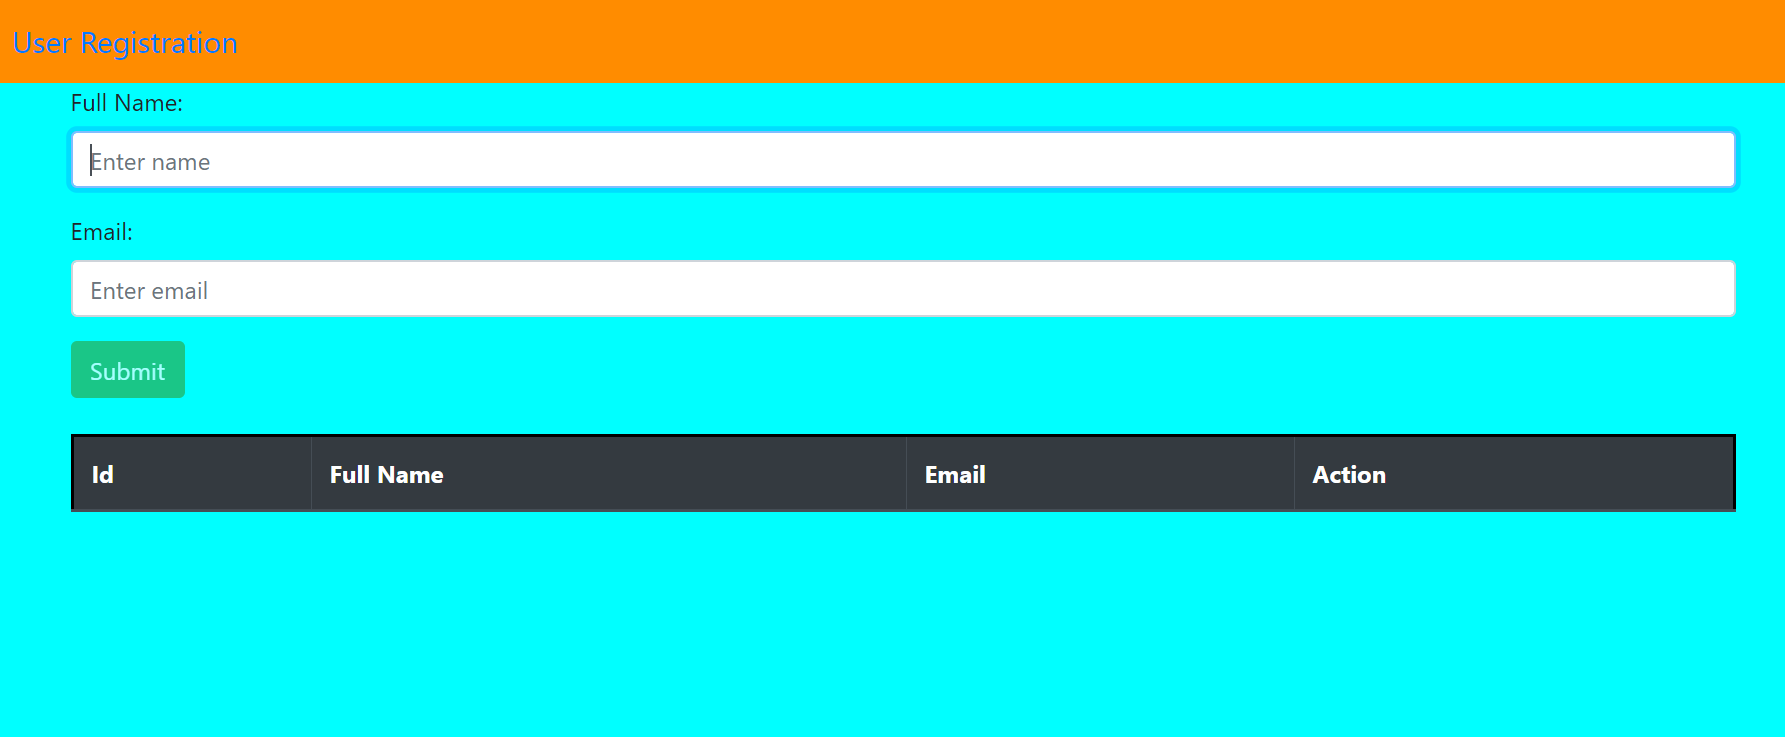 User Registration
Full Name:
Enter name
Email:
Enter email
Submit
Id Full Name Email Action